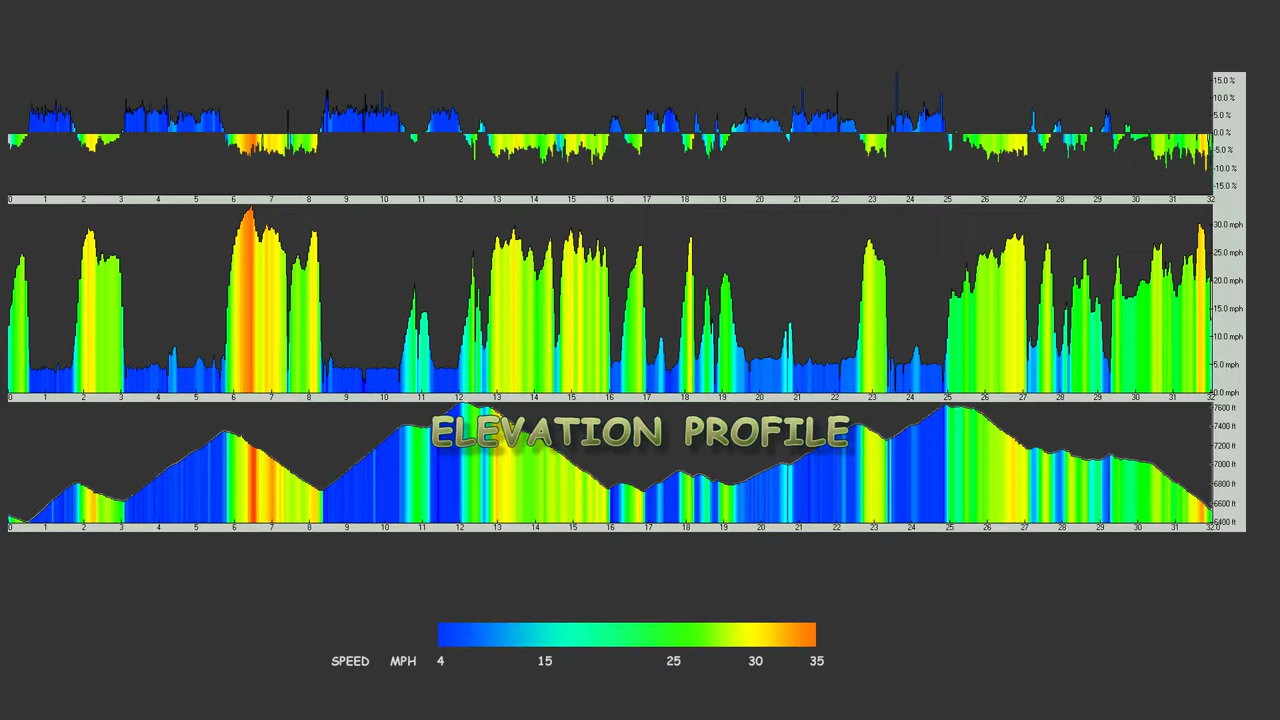 15.0 %
10.0 %
5.0 %
0.0 %
-5.0 %
-10.0 %
-15.0 %
0 1 2 3 4 5 6 7 8 9 10 11 12 13 14 15 16 17 18 19 20 21 22 23 24 25 26 27 28 29 30 31 32
30.0 mph
25.0 mph
20.0 mph
15.0 mph
10.0 mph
5.0 mph
0.0 mph
0 1 2 3 4 5 6 7 8 9 10 11 12 13 14 15 16 17 18 19 20 21 22 23 24 25 26 27 28 29 30 31 32
ELEVATION PROFILE
7600 ft
7400 ft
7200 ft
7000 ft
6800 ft
6600 ft
6400 ft
0 1 2 3 4 5 6 7 8 9 10 11 12 13 14 15 16 17 18 19 20 21 22 23 24 25 26 27 28 29 30 31 32.0
SPEED MPH 4 15 25 30 35